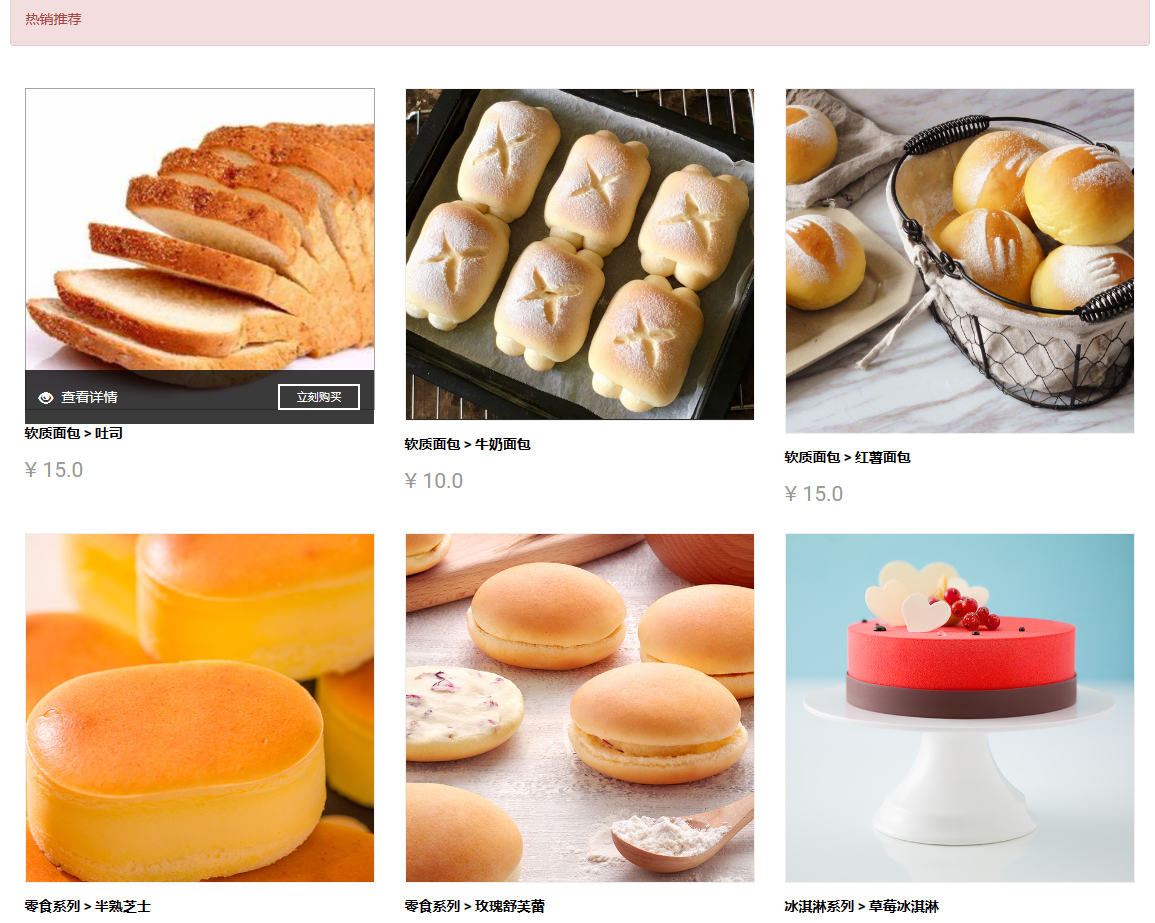 热销推荐
查看详情 立刻购买
软质面包 > 吐司
¥ 15.0
软质面包 > 牛奶面包
¥ 10.0
软质面包 > 红薯面包
¥ 15.0
零食系列 > 半熟芝士
零食系列 > 玫瑰舒芙蕾
冰淇淋系列 > 草莓冰淇淋